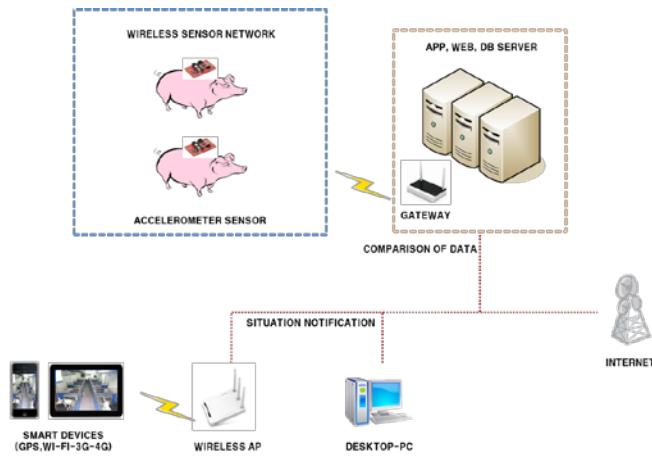 WIRELESS SENSOR NETWORK
APP, WEB, DB SERVER
ACCELEROMETER SENSOR
GATEWAY
COMPARISON OF DATA
SITUATION NOTIFICATION
INTERNET
SMART DEVICES
(GPS,WI-FI-3G-4G)
WIRELESS AP
DESKTOP-PC